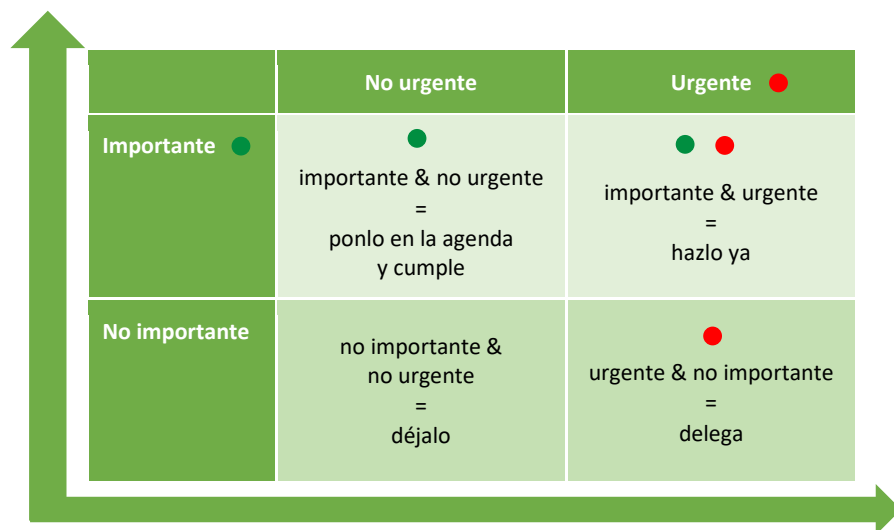 No urgente
Urgente
Importante
importante & no urgente
=
ponlo en la agenda
y cumple
importante & urgente
=
hazlo ya
No importante
no importante &
no urgente
=
déjalo
urgente & no importante
=
delega